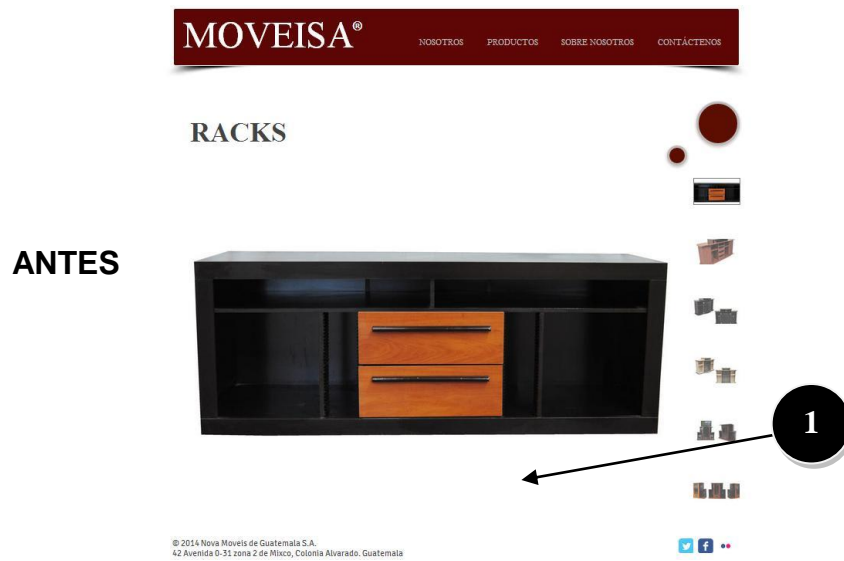 MOVEISA®
NOSOTROS PRODUCTOS SOBRE NOSOTROS CONTÁCTENOS
RACKS
ANTES
1
© 2014 Nova Moveis de Guatemala S.A.
42 Avenida 0-31 zona 2 de Mixco, Colonia Alvarado. Guatemala